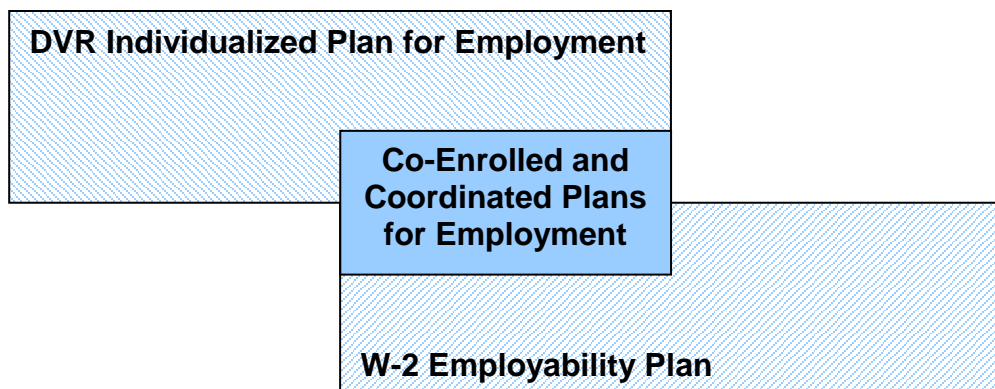 DVR Individualized Plan for Employment
Co-Enrolled and
Coordinated Plans
for Employment
W-2 Employability Plan